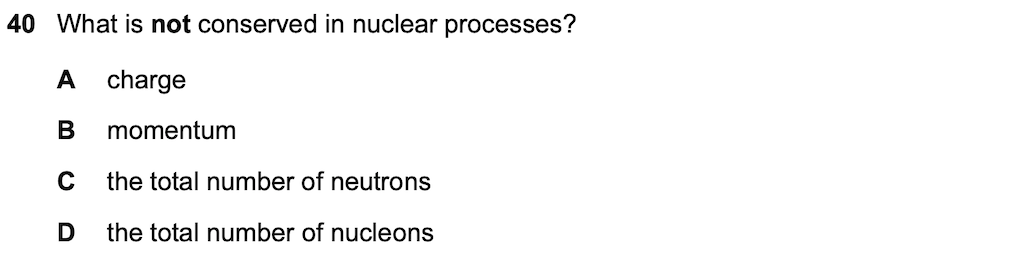 40 What is not conserved in nuclear processes?
A charge
B momentum
C the total number of neutrons
D the total number of nucleons